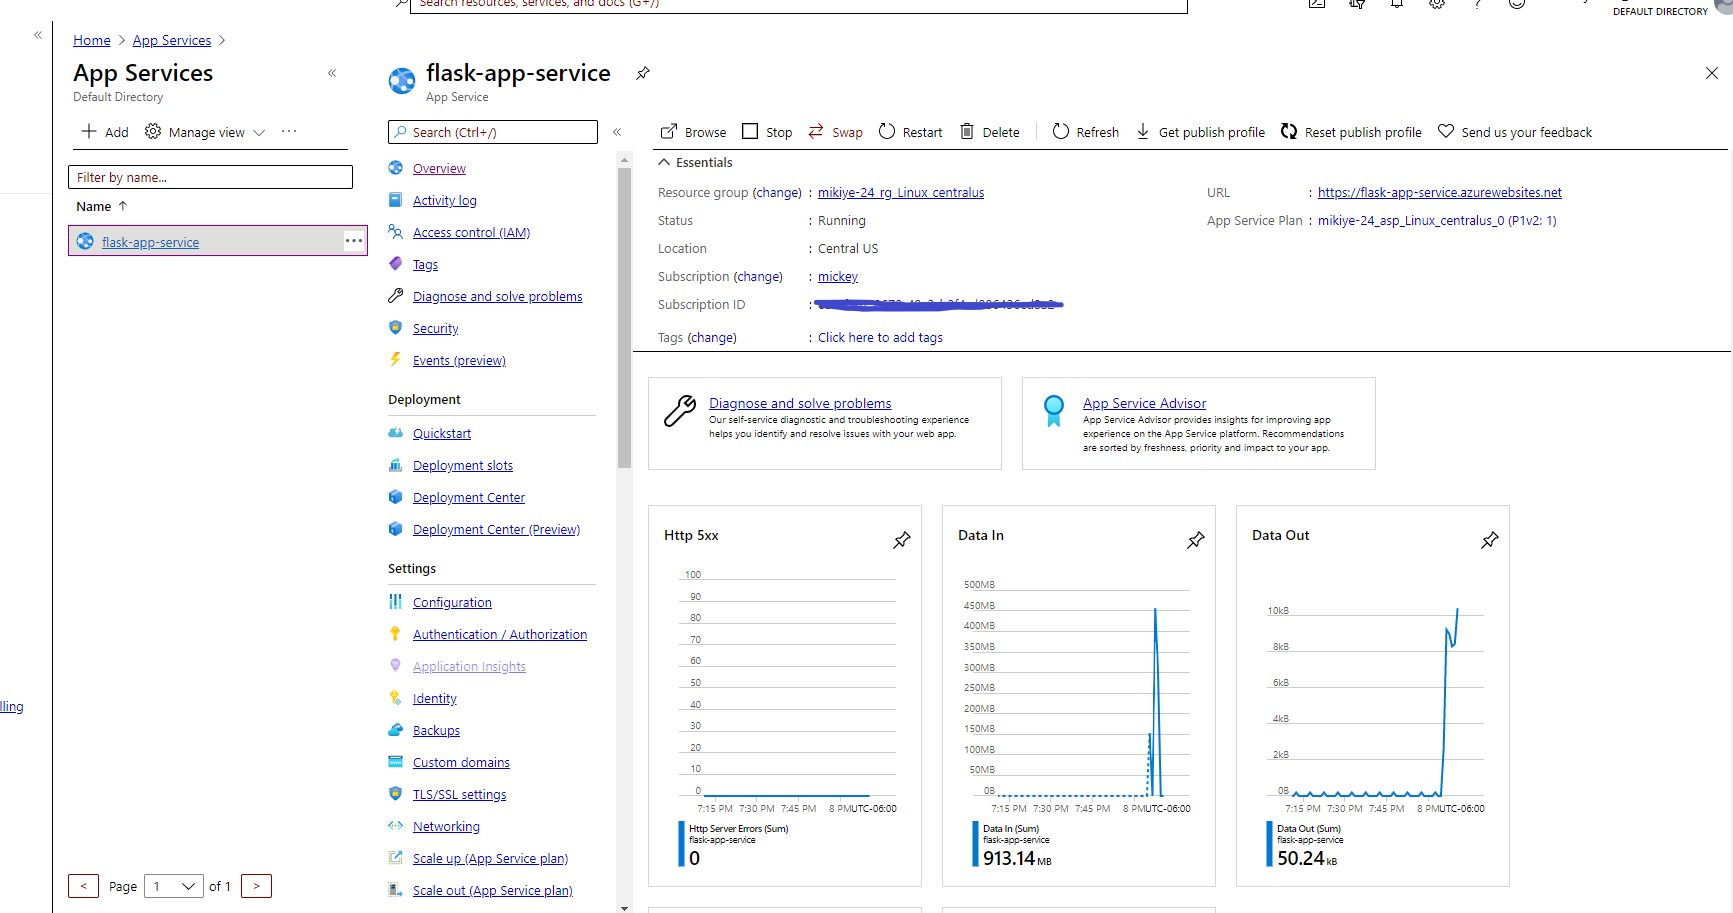 Search resources, services, and docs (G+/)
DEFAULT DIRECTORY
Home > App Services >
App Services
Default Directory
+ Add Manage view ...
Filter by name...
Name ↑
flask-app-service ...
< Page 1 of 1 >
lling
flask-app-service
App Service
Search (Ctrl+/)
Overview
Activity log
Access control (IAM)
Tags
Diagnose and solve problems
Security
Events (preview)
Deployment
Quickstart
Deployment slots
Deployment Center
Deployment Center (Preview)
Settings
Configuration
Authentication / Authorization
Application Insights
Identity
Backups
Custom domains
TLS/SSL settings
Networking
Scale up (App Service plan)
Scale out (App Service plan)
Browse Stop Swap Restart Delete Refresh Get publish profile Reset publish profile Send us your feedback
Essentials
Resource group (change) : mikiye-24_rg_Linux_centralus
Status : Running
Location : Central US
Subscription (change) : mickey
Subscription ID :
Tags (change) : Click here to add tags
URL : https://flask-app-service.azurewebsites.net
App Service Plan : mikiye-24_asp_Linux_centralus_0 (P1v2: 1)
Diagnose and solve problems
Our self-service diagnostic and troubleshooting experience
helps you identify and resolve issues with your web app.
App Service Advisor
App Service Advisor provides insights for improving app
experience on the App Service platform. Recommendations
are sorted by freshness, priority and impact to your app.
Http 5xx
100
90
80
70
60
50
40
30
20
10
0
7:15 PM 7:30 PM 7:45 PM 8 PM UTC-06:00
Http Server Errors (Sum)
flask-app-service
0
Data In
500MB
450MB
400MB
350MB
300MB
250MB
200MB
150MB
100MB
50MB
0B
7:15 PM 7:30 PM 7:45 PM 8 PM UTC-06:00
Data In (Sum)
flask-app-service
913.14 MB
Data Out
10kB
8kB
6kB
4kB
2kB
0B
7:15 PM 7:30 PM 7:45 PM 8 PM UTC-06:00
Data Out (Sum)
flask-app-service
50.24 kB